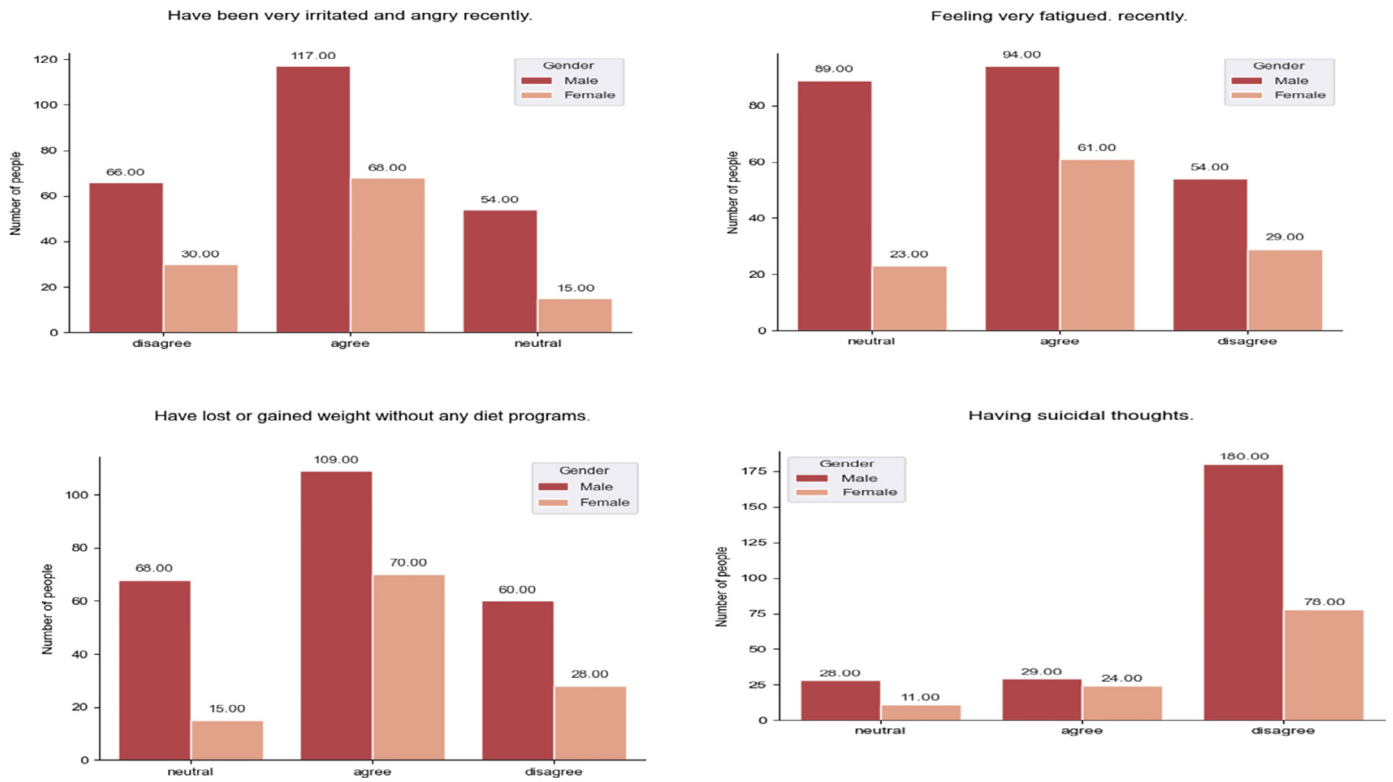 Have been very irritated and angry recently.
Number of people
120
100
80
60
40
20
0
66.00
30.00
117.00
68.00
54.00
15.00
Gender
Male
Female
disagree
agree
neutral
Feeling very fatigued. recently.
Number of people
80
60
40
20
0
89.00
23.00
94.00
61.00
54.00
29.00
Gender
Male
Female
neutral
agree
disagree
Have lost or gained weight without any diet programs.
Number of people
100
80
60
40
20
0
68.00
15.00
109.00
70.00
60.00
28.00
Gender
Male
Female
neutral
agree
disagree
Having suicidal thoughts.
Number of people
175
150
125
100
75
50
25
0
Gender
Male
Female
28.00
11.00
29.00
24.00
180.00
78.00
neutral
agree
disagree